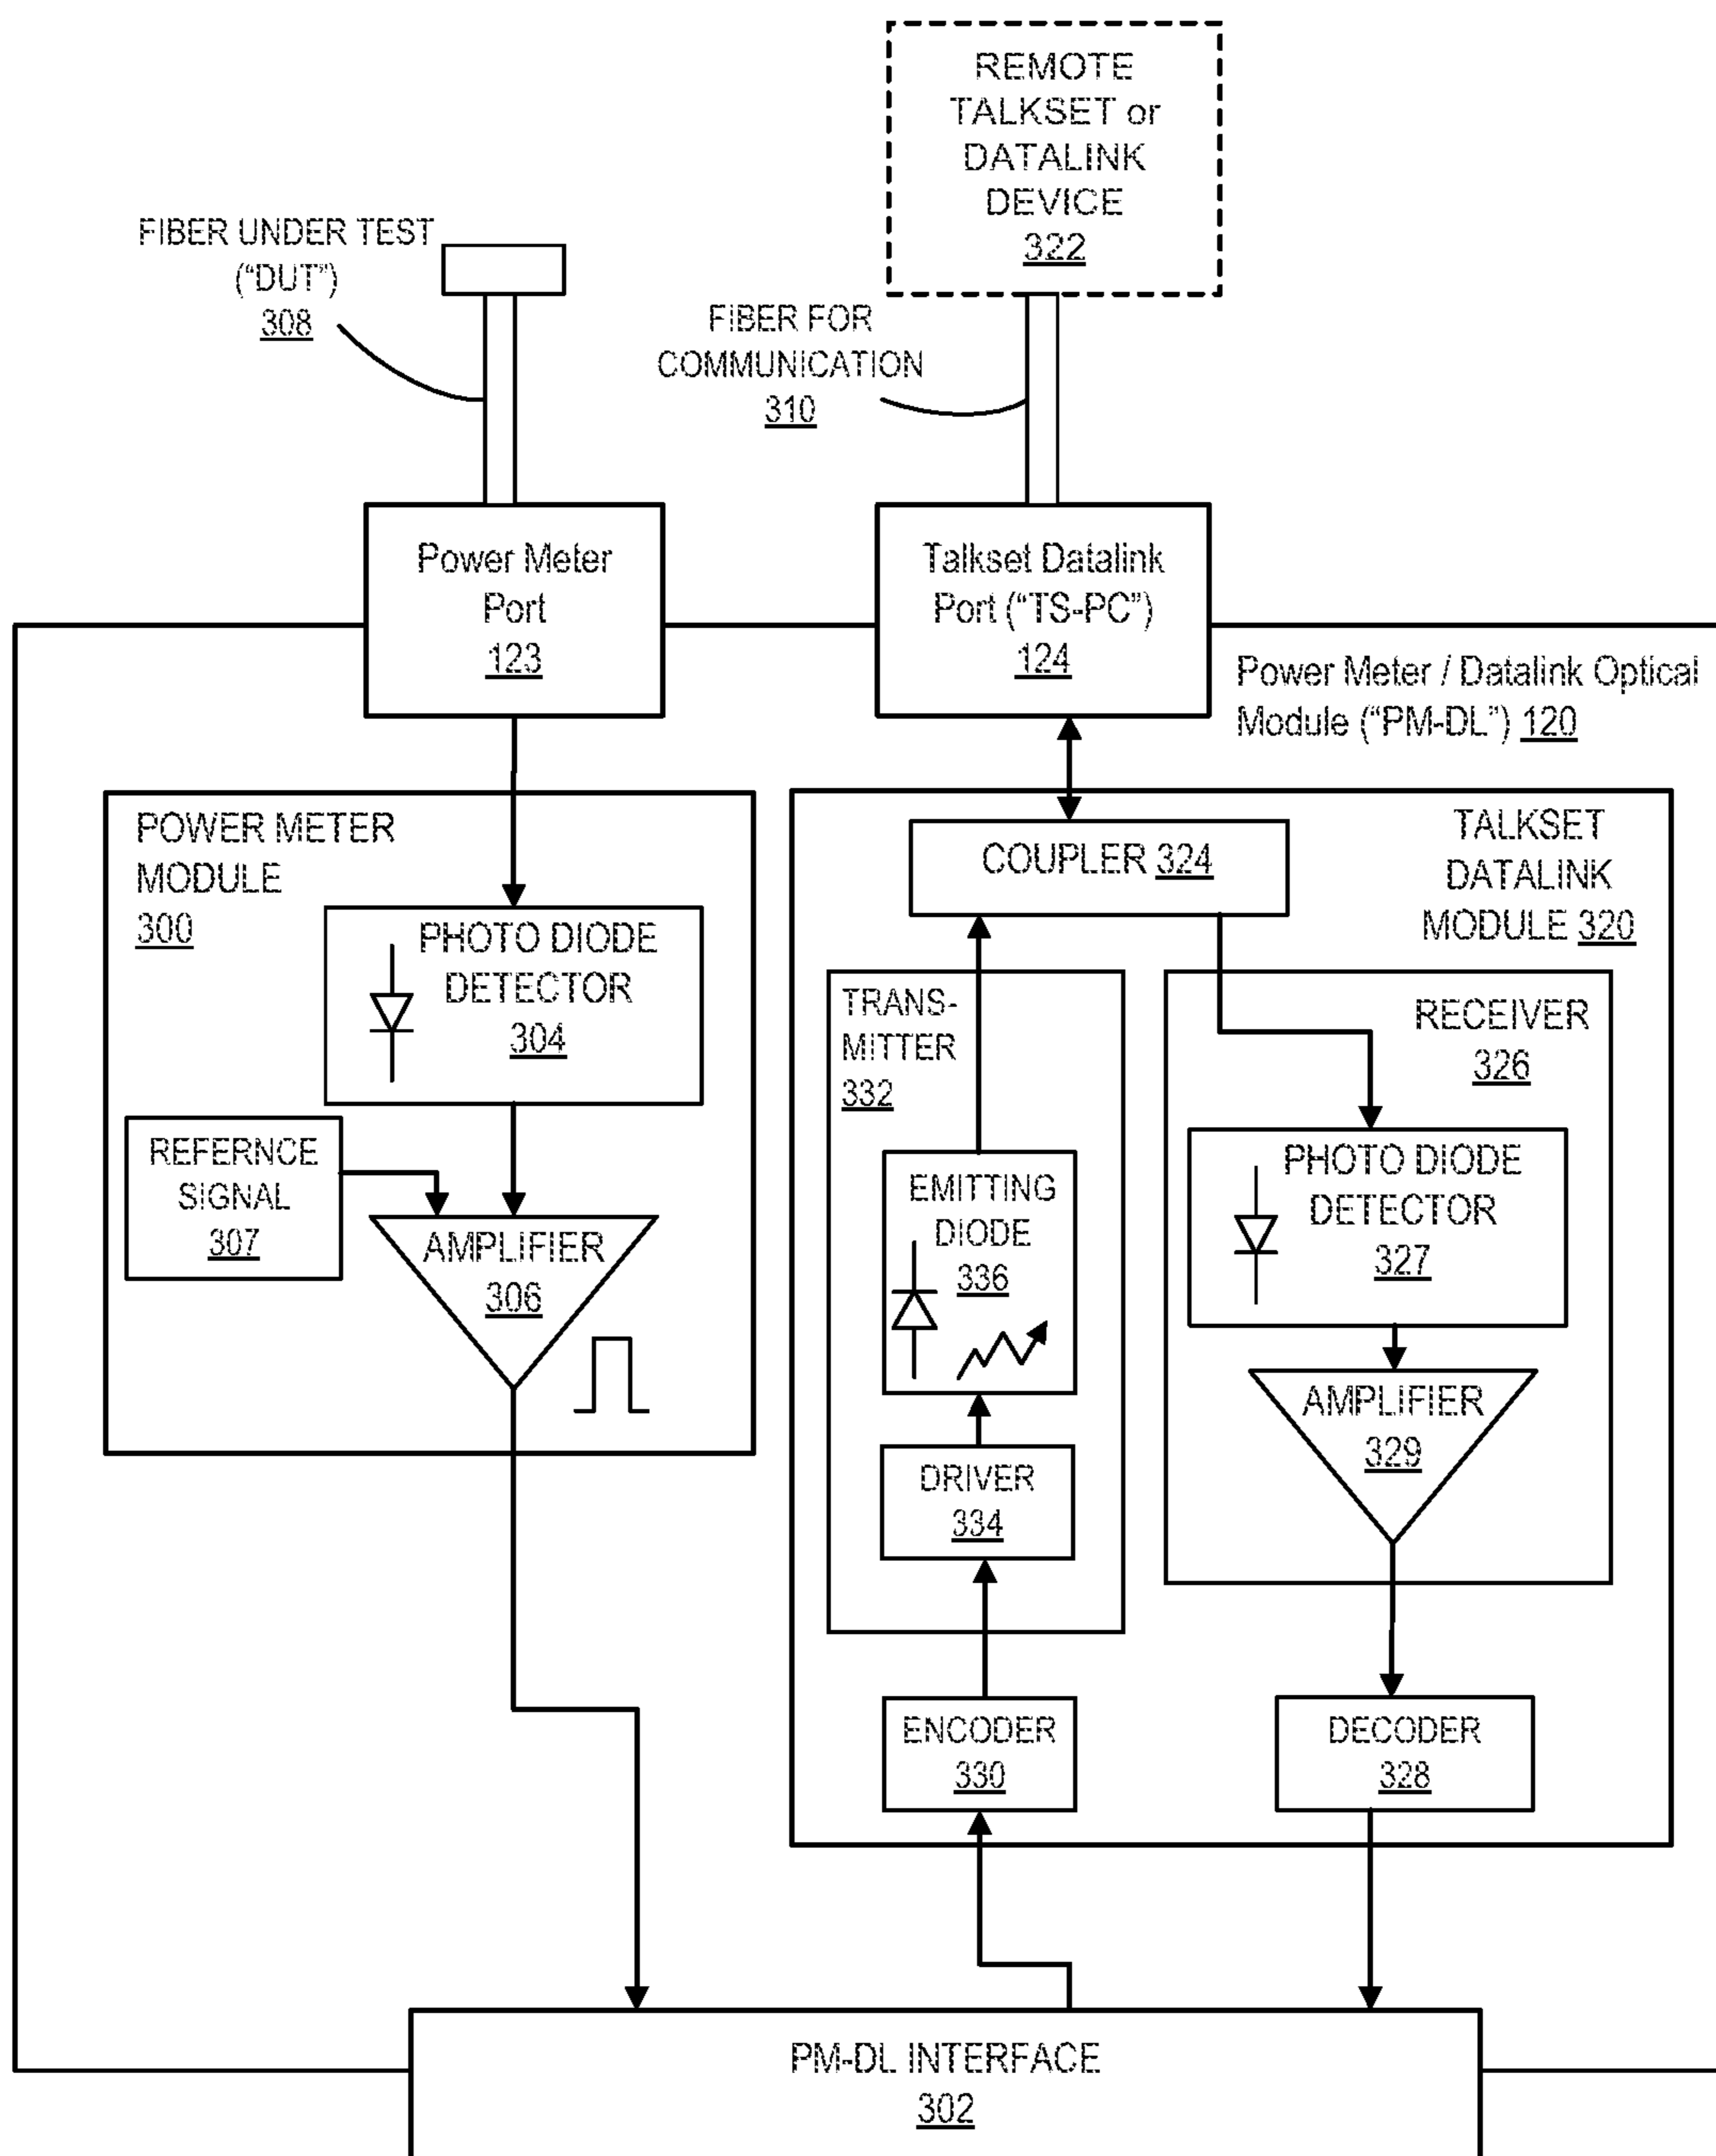 REMOTE
TALKSET or
DATALINK
DEVICE
322
FIBER UNDER TEST
("DUT")
308
FIBER FOR
COMMUNICATION
310
Power Meter
Port
123
Talkset Datalink
Port ("TS-PC")
124
Power Meter / Datalink Optical
Module ("PM-DL") 120
POWER METER
MODULE
300
PHOTO DIODE
DETECTOR
304
REFERNCE
SIGNAL
307
AMPLIFIER
306
TALKSET
DATALINK
MODULE 320
COUPLER 324
TRANS-
MITTER
332
EMITTING
DIODE
336
DRIVER
334
ENCODER
330
RECEIVER
326
PHOTO DIODE
DETECTOR
327
AMPLIFIER
329
DECODER
328
PM-DL INTERFACE
302